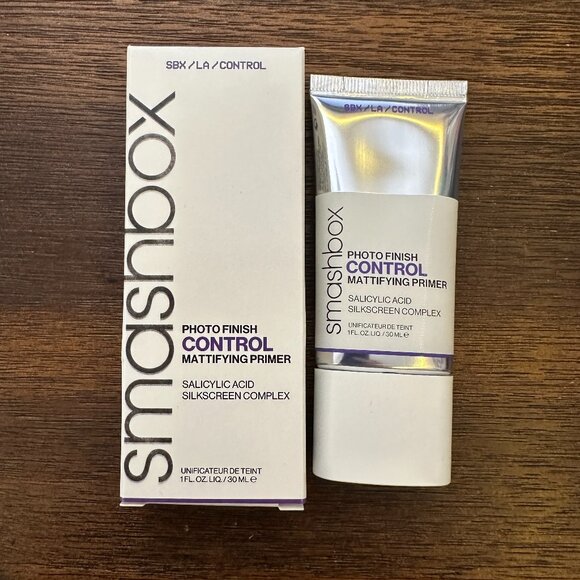 SBX/LA/CONTROL
smashbox
PHOTO FINISH
CONTROL
MATTIFYING PRIMER
SALICYLIC ACID
SILKSCREEN COMPLEX
UNIFICATEUR DE TEINT
1 FL. OZ. LIQ. / 30 ML ℮
SBX/LA/CONTROL
smashbox
PHOTO FINISH
CONTROL
MATTIFYING PRIMER
SALICYLIC ACID
SILKSCREEN COMPLEX
UNIFICATEUR DE TEINT
1 FL. OZ. LIQ. / 30 ML ℮